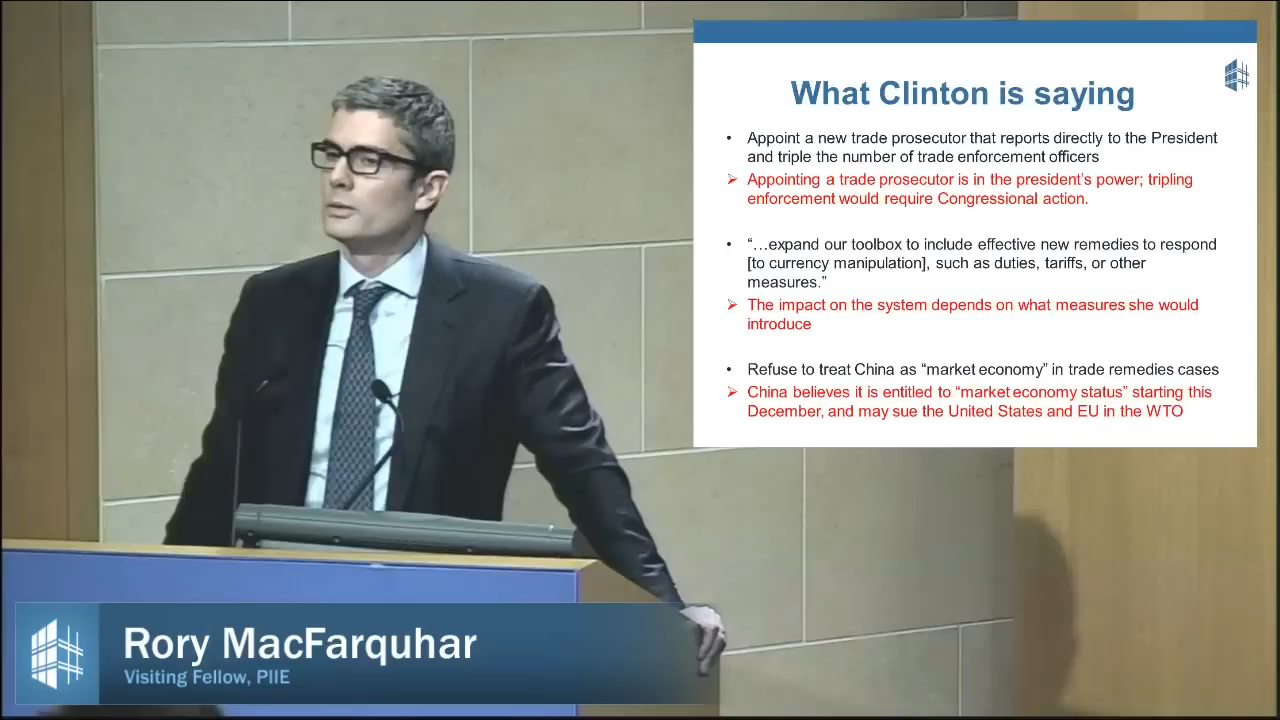 What Clinton is saying
• Appoint a new trade prosecutor that reports directly to the President
and triple the number of trade enforcement officers
➢ Appointing a trade prosecutor is in the president’s power; tripling
enforcement would require Congressional action.
• “…expand our toolbox to include effective new remedies to respond
[to currency manipulation], such as duties, tariffs, or other
measures.”
➢ The impact on the system depends on what measures she would
introduce
• Refuse to treat China as “market economy” in trade remedies cases
➢ China believes it is entitled to “market economy status” starting this
December, and may sue the United States and EU in the WTO
Rory MacFarquhar
Visiting Fellow, PIIE